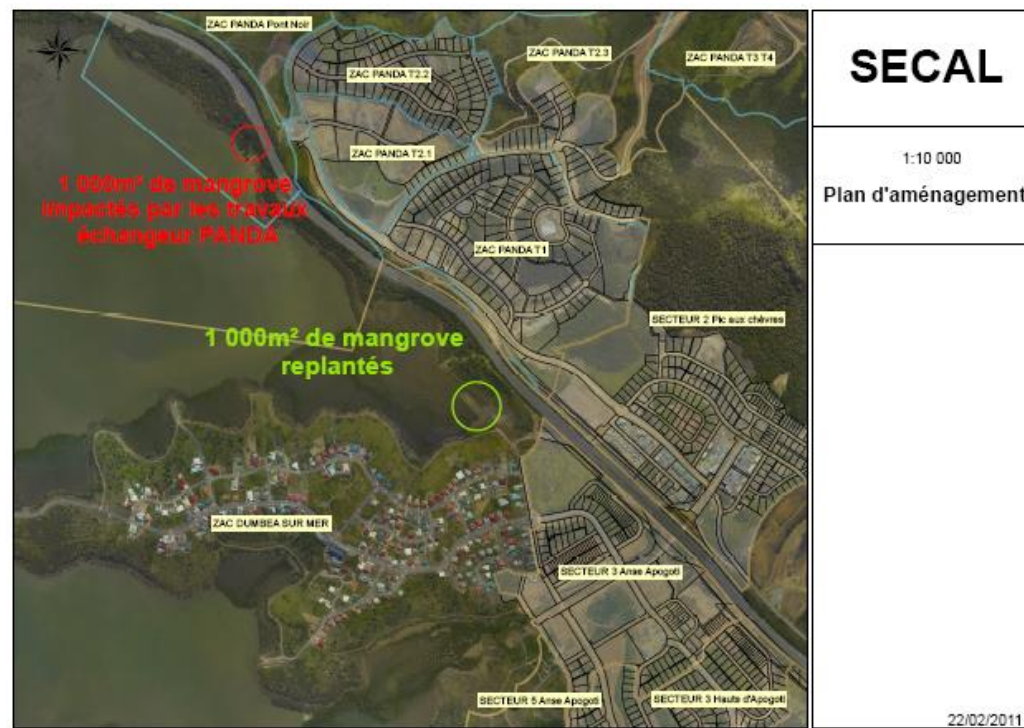 ZAC PANDA Pont Noir
ZAC PANDA T2.3
ZAC PANDA T3 T4
ZAC PANDA T2.2
ZAC PANDA T2.1
1 000m² de mangrove
impactés par les travaux
échangeur PANDA
ZAC PANDA T1
SECTEUR 2 Pic aux chèvres
1 000m² de mangrove
replantés
ZAC DUMBEA SUR MER
SECTEUR 3 Anse Apogoti
SECTEUR 5 Anse Apogoti
SECTEUR 3 Hauts d'Apogoti
SECAL
1:10 000
Plan d'aménagement
22/02/2011